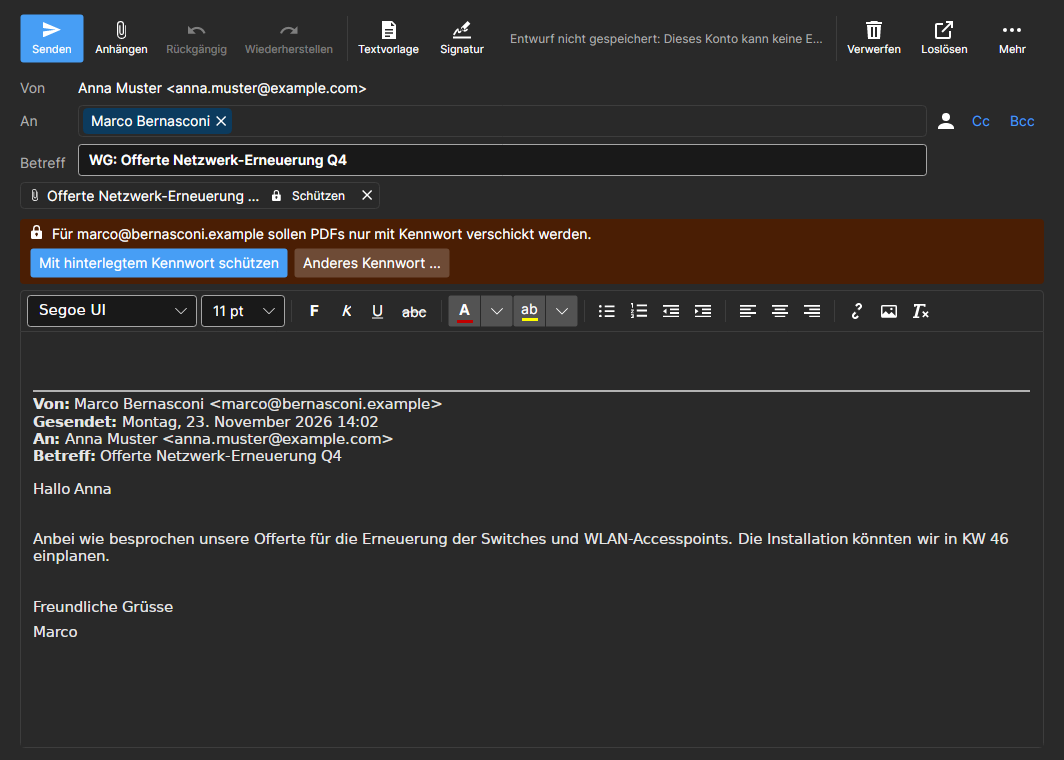 Senden
Anhängen
Rückgängig
Wiederherstellen
Textvorlage
Signatur
Entwurf nicht gespeichert: Dieses Konto kann keine E...
Verwerfen
Loslösen
Mehr
Von Anna Muster <anna.muster@example.com>
An Marco Bernasconi Cc Bcc
Betreff WG: Offerte Netzwerk-Erneuerung Q4
Offerte Netzwerk-Erneuerung ... Schützen
Für marco@bernasconi.example sollen PDFs nur mit Kennwort verschickt werden.
Mit hinterlegtem Kennwort schützen Anderes Kennwort ...
Segoe UI 11 pt F K U abc A ab
Von: Marco Bernasconi <marco@bernasconi.example>
Gesendet: Montag, 23. November 2026 14:02
An: Anna Muster <anna.muster@example.com>
Betreff: Offerte Netzwerk-Erneuerung Q4
Hallo Anna
Anbei wie besprochen unsere Offerte für die Erneuerung der Switches und WLAN-Accesspoints. Die Installation könnten wir in KW 46
einplanen.
Freundliche Grüsse
Marco